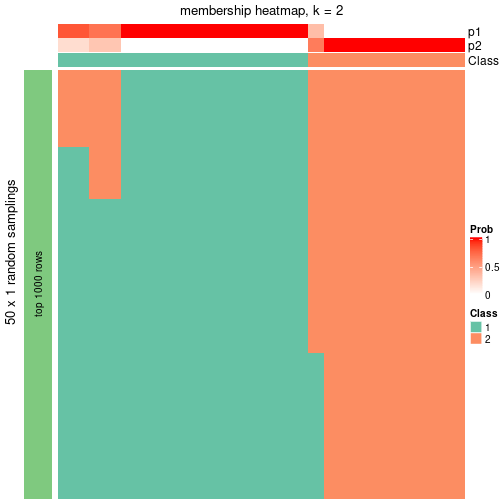 membership heatmap, k = 2
p1
p2
Class
50 x 1 random samplings
top 1000 rows
Prob
1
0.5
0
Class
1
2